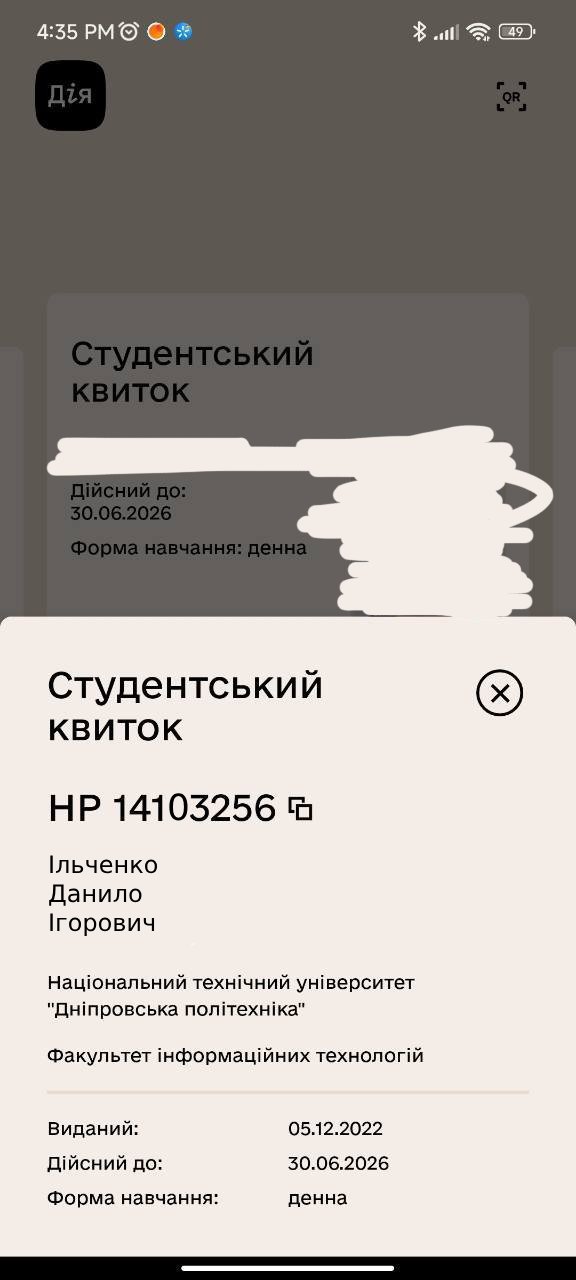 4:35 PM
49
Дія
QR
Студентський
квиток
Дійсний до:
30.06.2026
Форма навчання: денна
Студентський
квиток
НР 14103256
Ільченко
Данило
Ігорович
Національний технічний університет
"Дніпровська політехніка"
Факультет інформаційних технологій
Виданий: 05.12.2022
Дійсний до: 30.06.2026
Форма навчання: денна